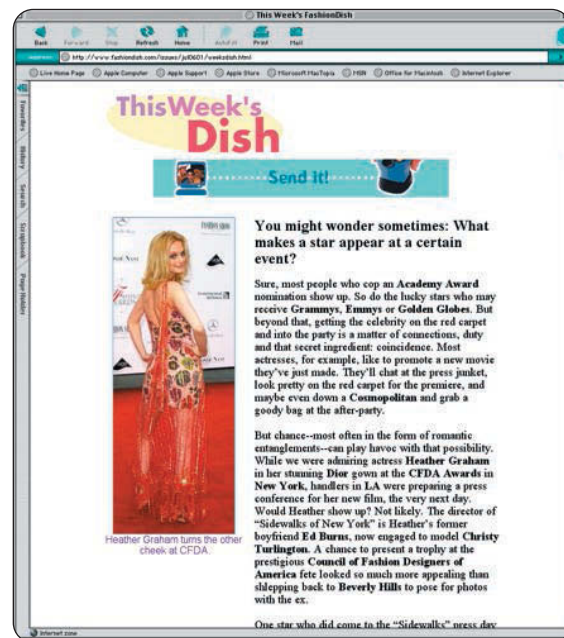 This Week's FashionDish
Back Forward Stop Refresh Home AutoFill Print Mail
Address: http://www.fashiondish.com/issues/jul0601/weeksdish.html
Live Home Page Apple Computer Apple Support Apple Store Microsoft MacTopia MSN Office for Macintosh Internet Explorer
Favorites
History
Search
Scrapbook
Page Holder
ThisWeek's
Dish
Send it!
Heather Graham turns the other
cheek at CFDA.
You might wonder sometimes: What
makes a star appear at a certain
event?
Sure, most people who cop an Academy Award
nomination show up. So do the lucky stars who may
receive Grammys, Emmys or Golden Globes. But
beyond that, getting the celebrity on the red carpet
and into the party is a matter of connections, duty
and that secret ingredient: coincidence. Most
actresses, for example, like to promote a new movie
they've just made. They'll chat at the press junket,
look pretty on the red carpet for the premiere, and
maybe even down a Cosmopolitan and grab a
goody bag at the after-party.
But chance--most often in the form of romantic
entanglements--can play havoc with that possibility.
While we were admiring actress Heather Graham
in her stunning Dior gown at the CFDA Awards in
New York, handlers in LA were preparing a press
conference for her new film, the very next day.
Would Heather show up? Not likely. The director of
“Sidewalks of New York” is Heather's former
boyfriend Ed Burns, now engaged to model Christy
Turlington. A chance to present a trophy at the
prestigious Council of Fashion Designers of
America fete looked so much more appealing than
shlepping back to Beverly Hills to pose for photos
with the ex.
One star who did come to the “Sidewalks” press day
Internet zone